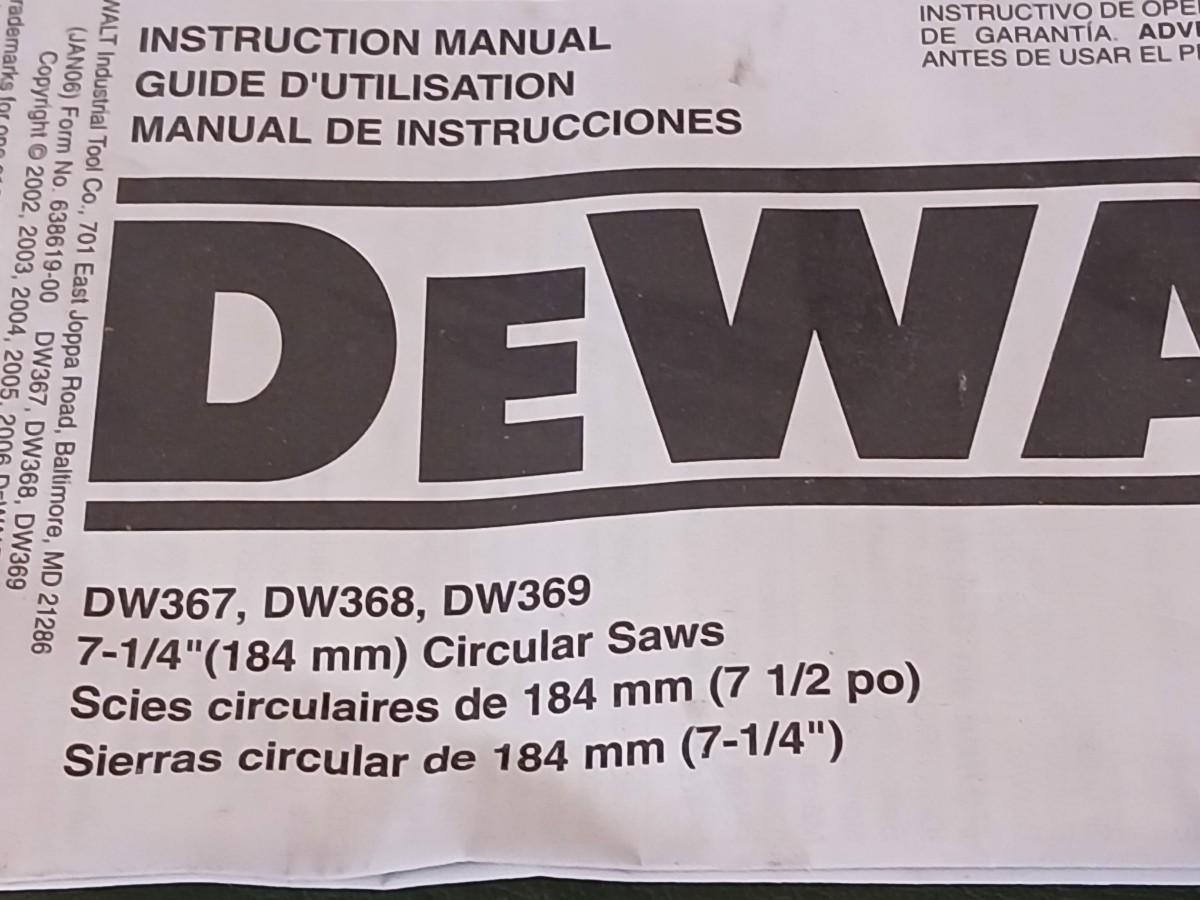 INSTRUCTION MANUAL
GUIDE D'UTILISATION
MANUAL DE INSTRUCCIONES
INSTRUCTIVO DE
DE GARANTÍA.
ANTES DE USAR EL
DEWA
DW367, DW368, DW369
7-1/4"(184 mm) Circular Saws
Scies circulaires de 184 mm (7 1/2 po)
Sierras circular de 184 mm (7-1/4")
WALT Industrial Tool Co., 701 East Joppa Road, Baltimore, MD 21286
(JAN06) Form No. 638619-00 DW367, DW368, DW369
Copyright © 2002, 2003, 2004, 2005, 2006